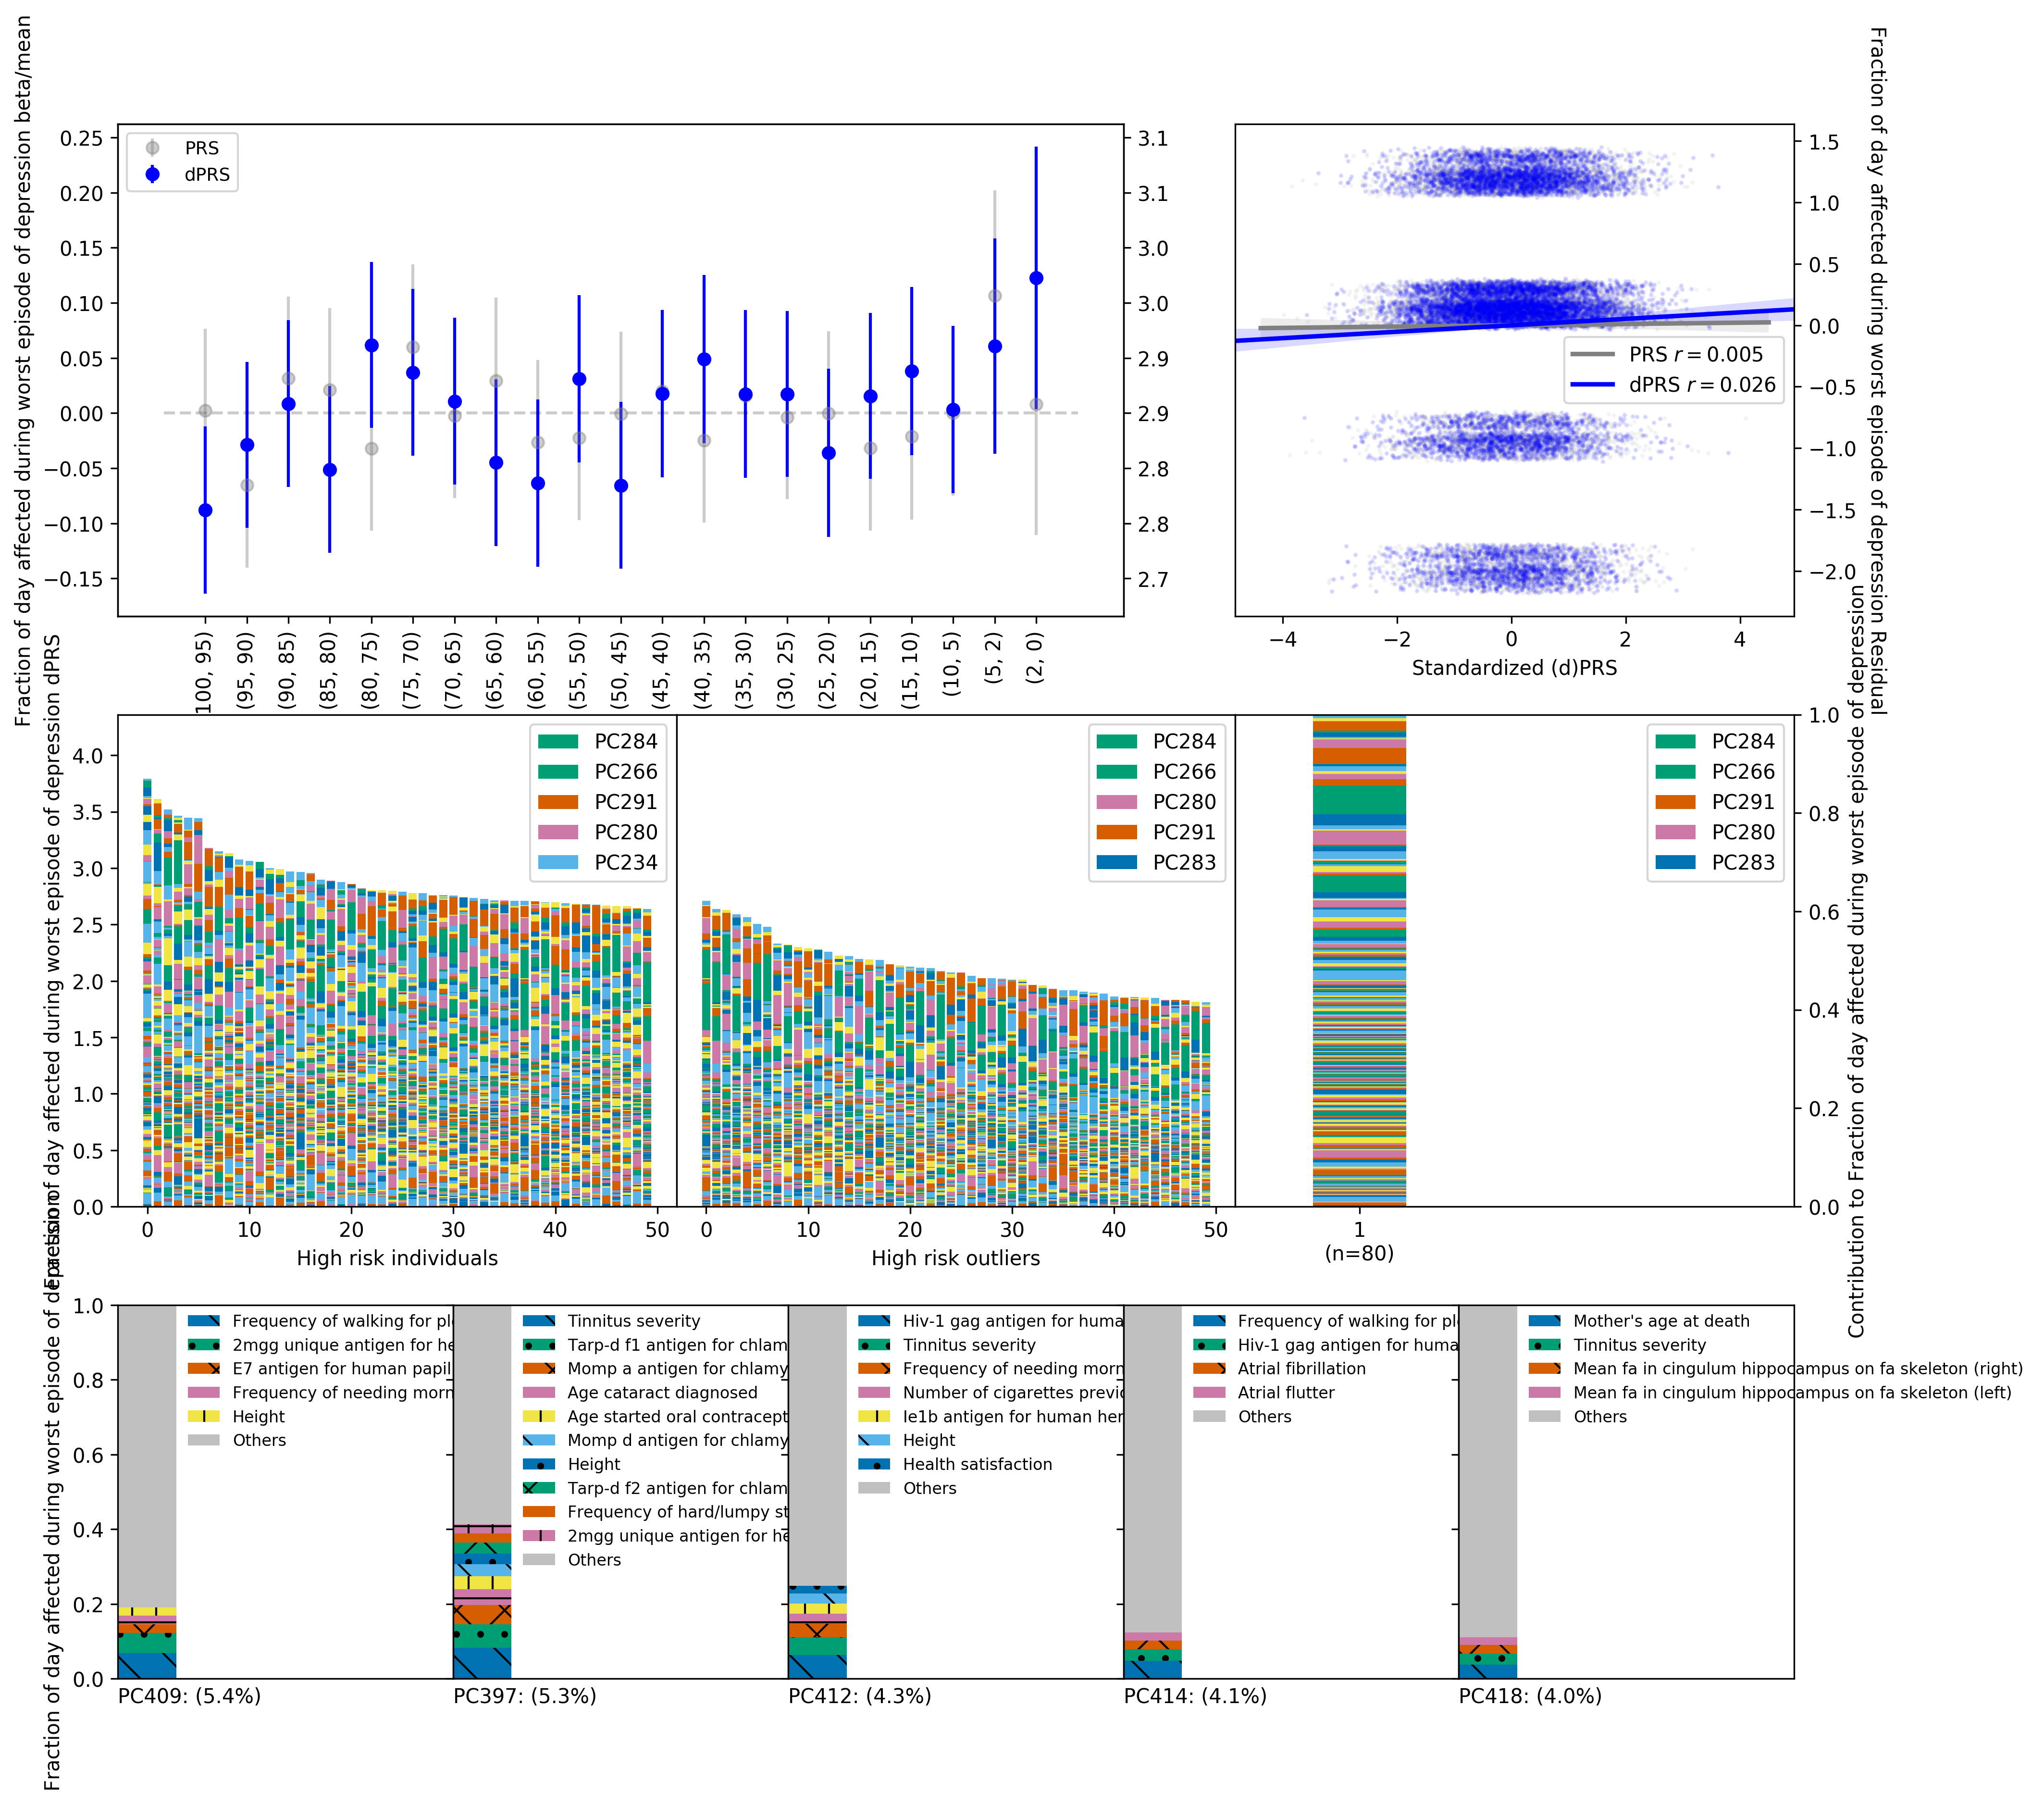 Fraction of day affected during worst episode of depression beta/mean
0.25
0.20
0.15
0.10
0.05
0.00
−0.05
−0.10
−0.15
PRS
dPRS
3.1
3.1
3.0
3.0
2.9
2.9
2.8
2.8
2.7
100, 95)
(95, 90)
(90, 85)
(85, 80)
(80, 75)
(75, 70)
(70, 65)
(65, 60)
(60, 55)
(55, 50)
(50, 45)
(45, 40)
(40, 35)
(35, 30)
(30, 25)
(25, 20)
(20, 15)
(15, 10)
(10, 5)
(5, 2)
(2, 0)
PRS r = 0.005
dPRS r = 0.026
1.5
1.0
0.5
0.0
−0.5
−1.0
−1.5
−2.0
−4
−2
0
2
4
Standardized (d)PRS
Fraction of day affected during worst episode of depression Residual
Fraction of day affected during worst episode of depression dPRS
4.0
3.5
3.0
2.5
2.0
1.5
1.0
0.5
0.0
PC284
PC266
PC291
PC280
PC234
0
10
20
30
40
50
High risk individuals
PC284
PC266
PC280
PC291
PC283
0
10
20
30
40
50
High risk outliers
PC284
PC266
PC291
PC280
PC283
1
(n=80)
1.0
0.8
0.6
0.4
0.2
0.0
Contribution to Fraction of day affected during worst episode of depression
Fraction of day affected during worst episode of depression
1.0
0.8
0.6
0.4
0.2
0.0
Frequency of walking for ple
2mgg unique antigen for he
E7 antigen for human papil
Frequency of needing morn
Height
Others
PC409: (5.4%)
Tinnitus severity
Tarp-d f1 antigen for chlam
Momp a antigen for chlamy
Age cataract diagnosed
Age started oral contracept
Momp d antigen for chlamy
Height
Tarp-d f2 antigen for chlam
Frequency of hard/lumpy st
2mgg unique antigen for he
Others
PC397: (5.3%)
Hiv-1 gag antigen for huma
Tinnitus severity
Frequency of needing morn
Number of cigarettes previo
Ie1b antigen for human her
Height
Health satisfaction
Others
PC412: (4.3%)
Frequency of walking for ple
Hiv-1 gag antigen for huma
Atrial fibrillation
Atrial flutter
Others
PC414: (4.1%)
Mother's age at death
Tinnitus severity
Mean fa in cingulum hippocampus on fa skeleton (right)
Mean fa in cingulum hippocampus on fa skeleton (left)
Others
PC418: (4.0%)